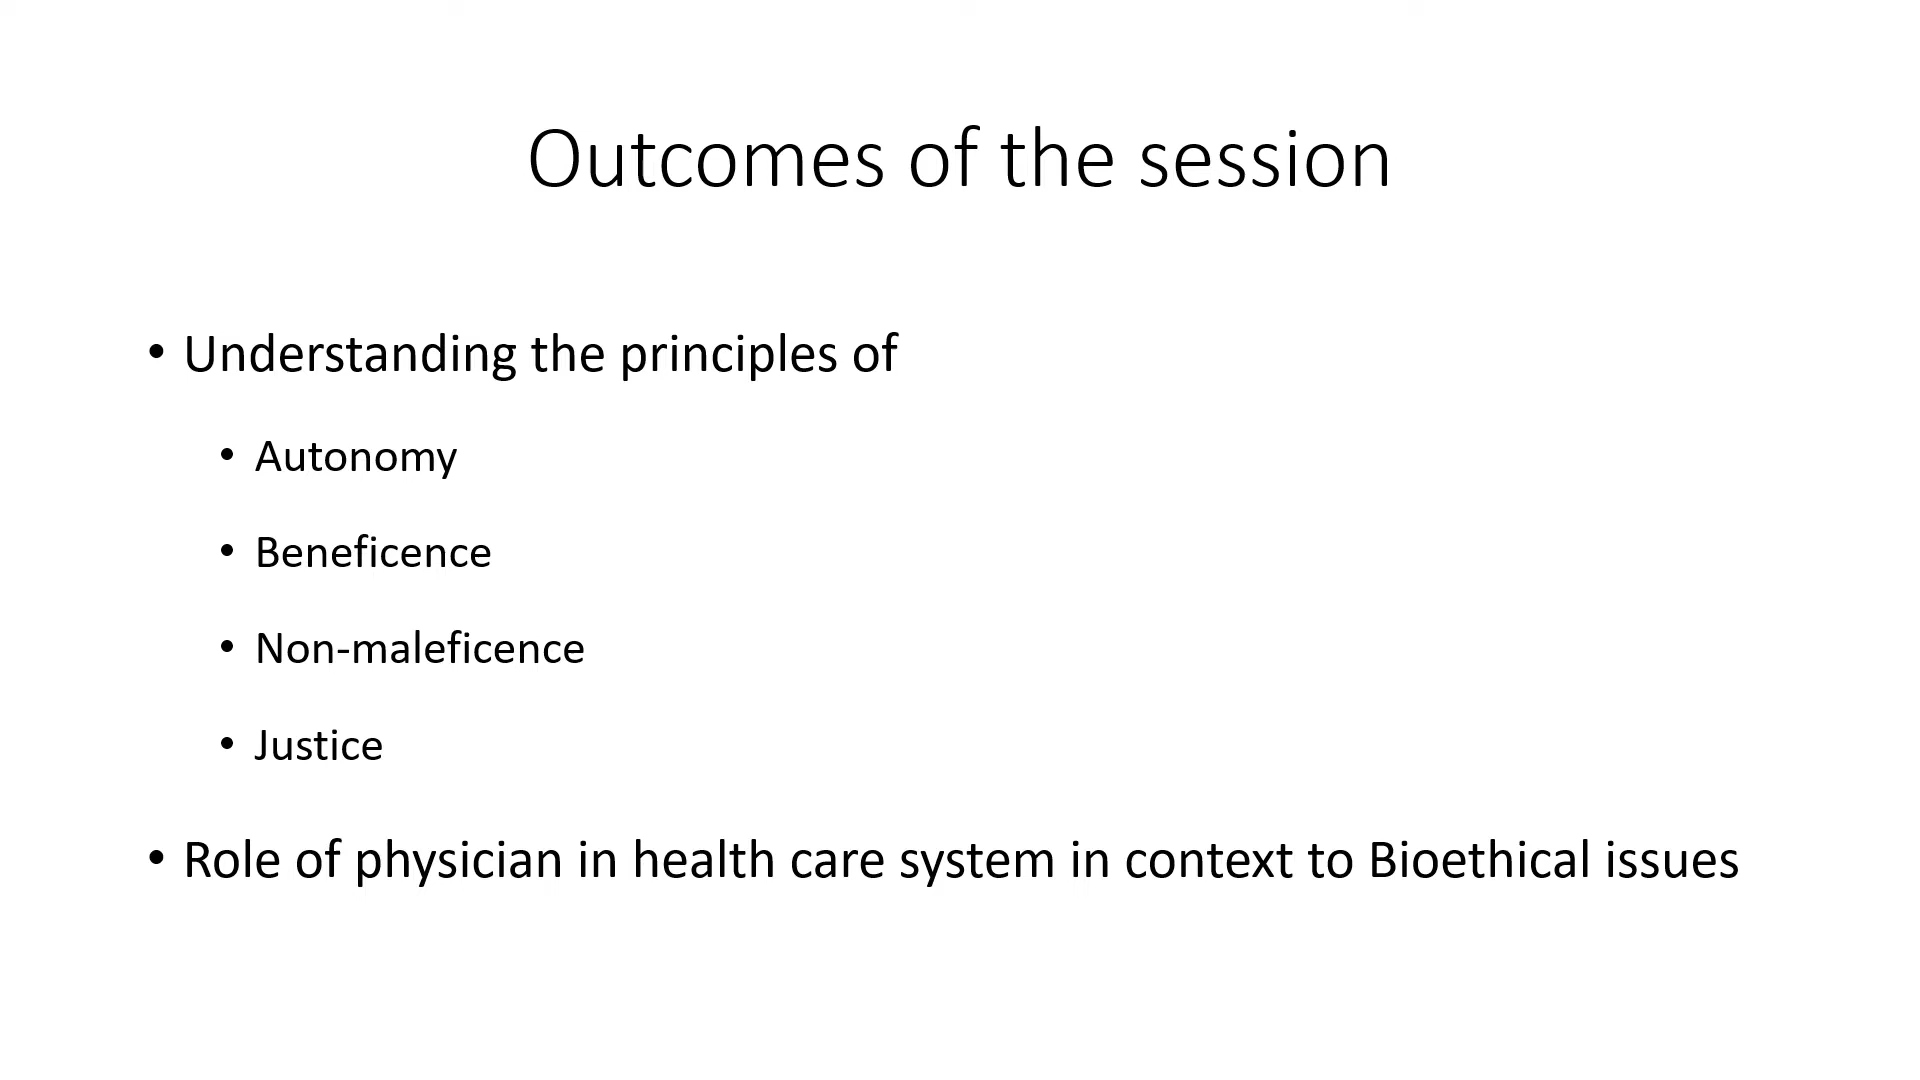 Outcomes of the session
• Understanding the principles of
• Autonomy
• Beneficence
• Non-maleficence
• Justice
• Role of physician in health care system in context to Bioethical issues